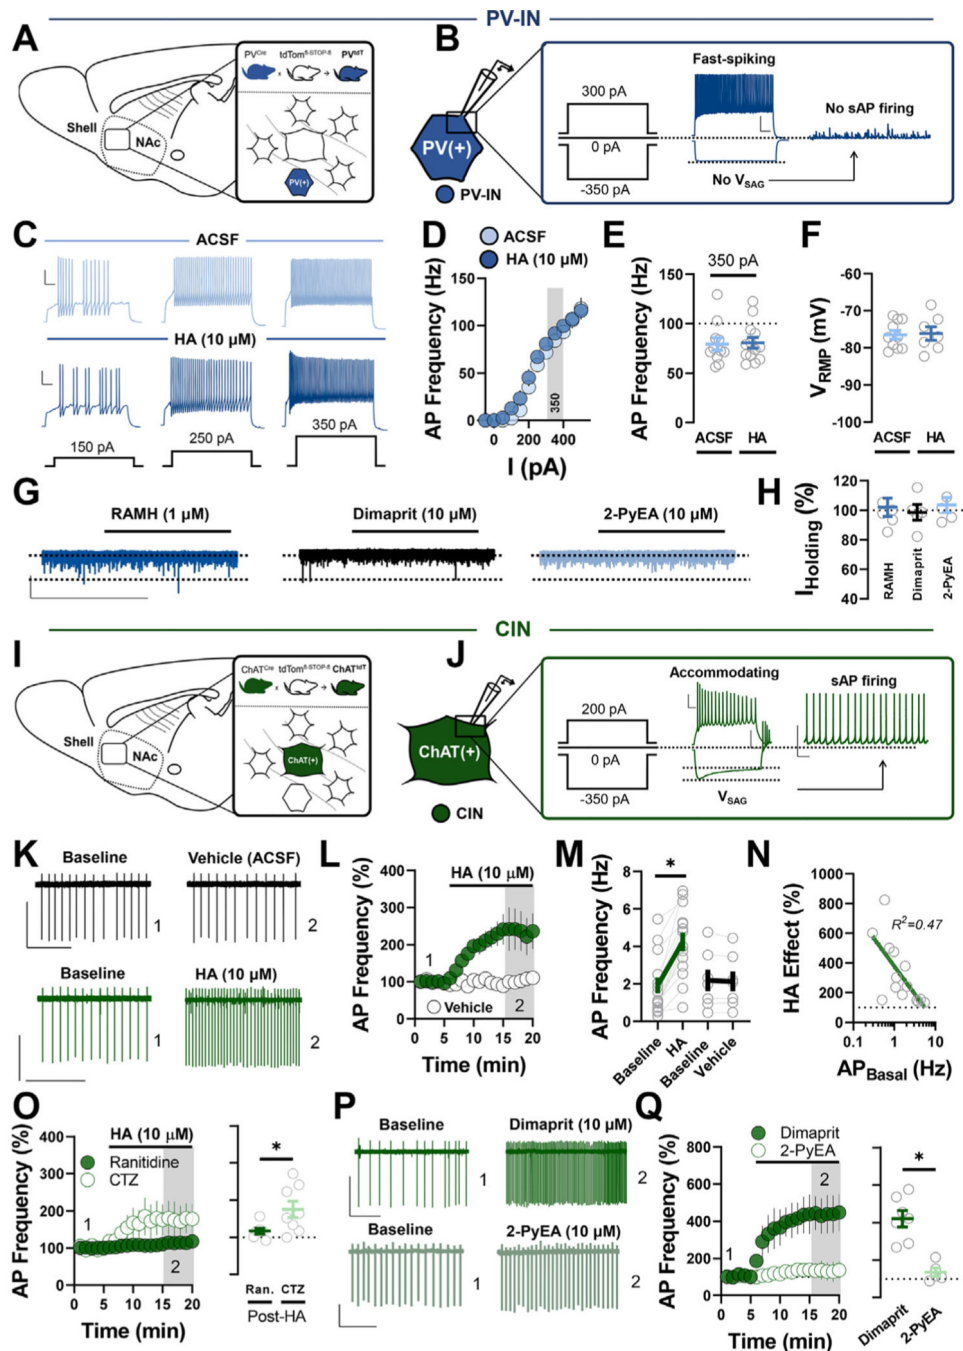 PV-IN
A
PV^Cre x tdTom^fl-STOP-fl → PV^tdT
Shell
NAc
PV(+)
B
PV(+)
PV-IN
300 pA
0 pA
-350 pA
Fast-spiking
No V_SAG
No sAP firing
C
ACSF
HA (10 μM)
150 pA
250 pA
350 pA
D
ACSF
HA (10 μM)
AP Frequency (Hz)
150
100
50
0
350
0 200 400
I (pA)
E
350 pA
AP Frequency (Hz)
150
100
50
0
ACSF HA
F
V_RMP (mV)
-60
-70
-80
-90
-100
ACSF HA
G
RAMH (1 μM)
Dimaprit (10 μM)
2-PyEA (10 μM)
H
I_Holding (%)
120
100
80
60
40
RAMH
Dimaprit
2-PyEA
CIN
I
ChAT^Cre x tdTom^fl-STOP-fl → ChAT^tdT
Shell
NAc
ChAT(+)
J
ChAT(+)
CIN
200 pA
0 pA
-350 pA
Accommodating
V_SAG
sAP firing
K
Baseline
1
Vehicle (ACSF)
2
Baseline
1
HA (10 μM)
2
L
HA (10 μM)
AP Frequency (%)
400
300
200
100
0
1
2
Vehicle
0 5 10 15 20
Time (min)
M
*
AP Frequency (Hz)
8
6
4
2
0
Baseline
HA
Baseline
Vehicle
N
HA Effect (%)
1000
800
600
400
200
0
R²=0.47
0.1 1 10
AP_Basal (Hz)
O
HA (10 μM)
Ranitidine
CTZ
AP Frequency (%)
400
300
200
100
0
1
2
0 5 10 15 20
Time (min)
*
Ran. CTZ
Post-HA
P
Baseline
1
Dimaprit (10 μM)
2
Baseline
1
2-PyEA (10 μM)
2
Q
Dimaprit
2-PyEA
AP Frequency (%)
800
600
400
200
0
1
2
0 5 10 15 20
Time (min)
*
Dimaprit
2-PyEA